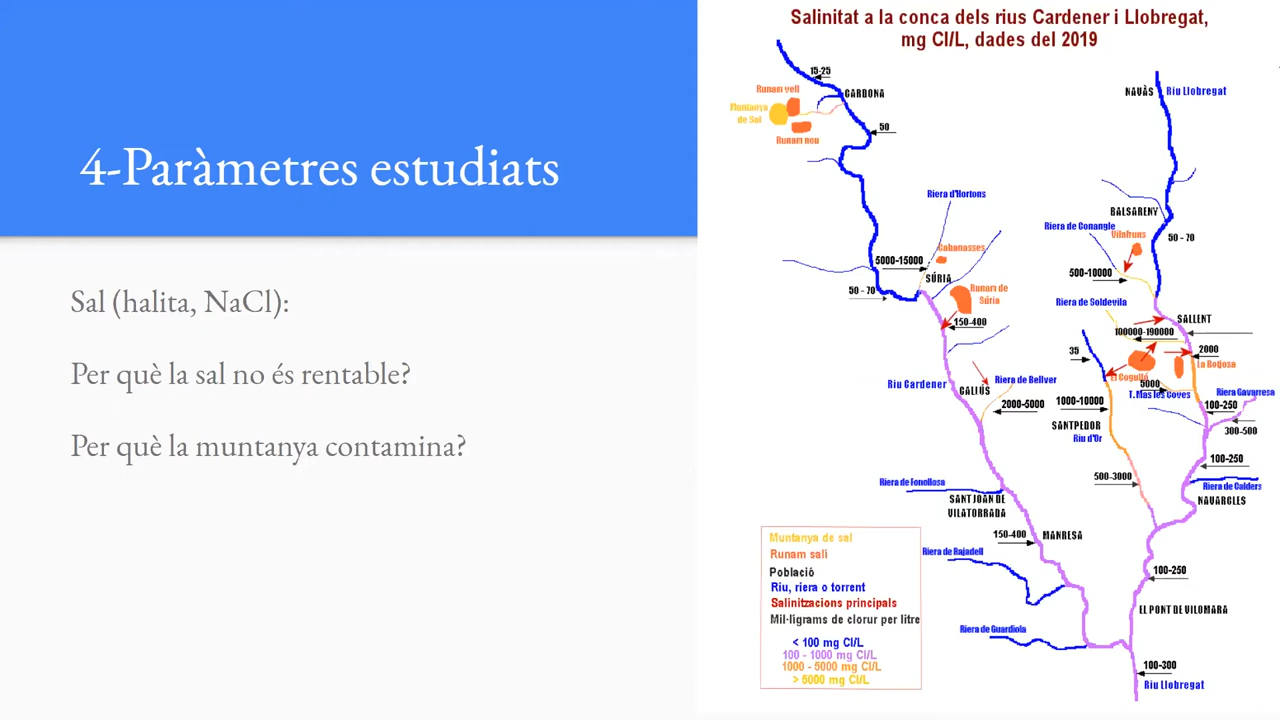 4-Paràmetres estudiats
Sal (halita, NaCl):
Per què la sal no és rentable?
Per què la muntanya contamina?
Salinitat a la conca dels rius Cardener i Llobregat,
mg Cl/L, dades del 2019
15-25
Runam vell
CARDONA
Muntanya
de Sal
Runam nou
50
NAVÀS
Riu Llobregat
Riera d'Hortons
BALSARENY
Riera de Conangle
Vilafruns
50 - 70
Cabanasses
5000-15000
SÚRIA
500-10000
50 - 70
Runam de
Súria
Riera de Soldevila
150-400
SALLENT
100000-190000
35
2000
La Botjosa
El Cogulló
Riu Cardener
CALLÚS
Riera de Bellver
5000
T. Mas les Coves
Riera Gavarresa
2000-5000
1000-10000
100-250
SANTPEDOR
Riu d'Or
300-500
100-250
Riera de Fonollosa
500-3000
Riera de Calders
SANT JOAN DE
VILATORRADA
NAVARCLES
150-400
MANRESA
Riera de Rajadell
100-250
EL PONT DE VILOMARA
Riera de Guardiola
100-300
Riu Llobregat
Muntanya de sal
Runam salí
Població
Riu, riera o torrent
Salinitzacions principals
Mil·lígrams de clorur per litre
< 100 mg Cl/L
100 - 1000 mg Cl/L
1000 - 5000 mg Cl/L
> 5000 mg Cl/L